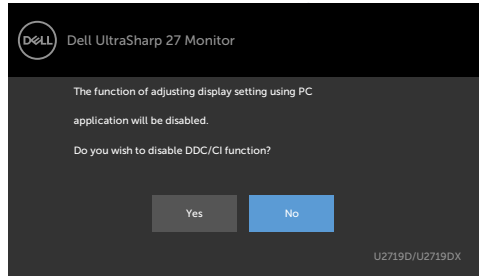 DELL
Dell UltraSharp 27 Monitor
The function of adjusting display setting using PC
application will be disabled.
Do you wish to disable DDC/CI function?
Yes No
U2719D/U2719DX